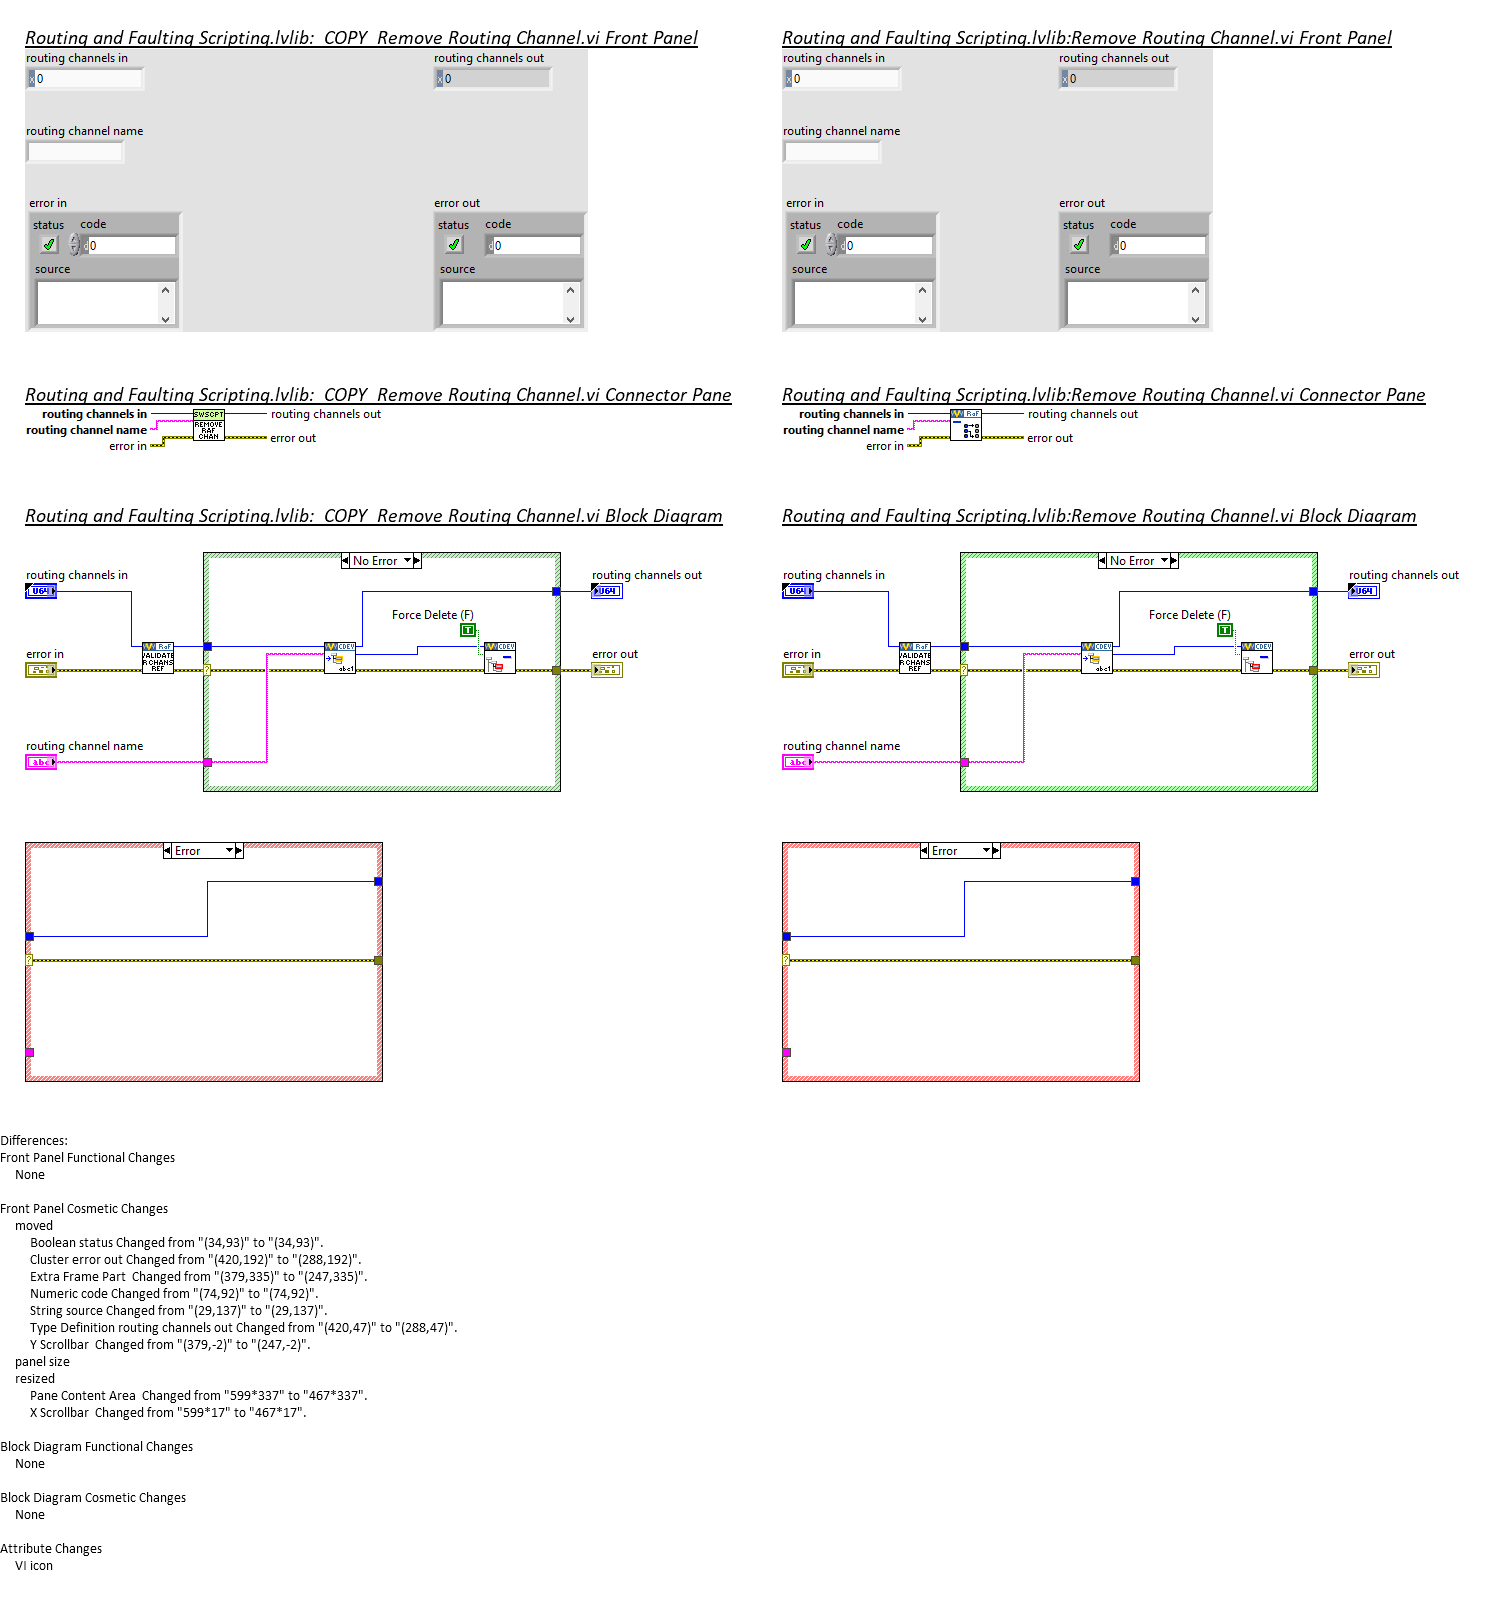 Routing and Faulting Scripting.lvlib:_COPY_Remove Routing Channel.vi Front Panel
Routing and Faulting Scripting.lvlib:Remove Routing Channel.vi Front Panel
routing channels in
routing channels out
routing channels in
routing channels out
x 0
x 0
x 0
x 0
routing channel name
routing channel name
error in
error out
error in
error out
status code
status code
status code
status code
d 0
d 0
d 0
d 0
source
source
source
source
Routing and Faulting Scripting.lvlib:_COPY_Remove Routing Channel.vi Connector Pane
Routing and Faulting Scripting.lvlib:Remove Routing Channel.vi Connector Pane
routing channels in
SWSCPT
routing channels out
routing channels in
RaF
routing channels out
routing channel name
REMOVE
RAF
CHAN
routing channel name
error in
error out
error in
error out
Routing and Faulting Scripting.lvlib:_COPY_Remove Routing Channel.vi Block Diagram
Routing and Faulting Scripting.lvlib:Remove Routing Channel.vi Block Diagram
No Error
No Error
routing channels in
routing channels out
routing channels in
routing channels out
U64
U64
U64
U64
Force Delete (F)
Force Delete (F)
T
T
RaF
CDEV
CDEV
RaF
CDEV
CDEV
error in
VALIDATE
R CHANS
REF
abc1
error out
error in
VALIDATE
R CHANS
REF
abc1
error out
?
?
routing channel name
routing channel name
abc
abc
Error
Error
?
?
Differences:
Front Panel Functional Changes
None
Front Panel Cosmetic Changes
moved
Boolean status Changed from "(34,93)" to "(34,93)".
Cluster error out Changed from "(420,192)" to "(288,192)".
Extra Frame Part  Changed from "(379,335)" to "(247,335)".
Numeric code Changed from "(74,92)" to "(74,92)".
String source Changed from "(29,137)" to "(29,137)".
Type Definition routing channels out Changed from "(420,47)" to "(288,47)".
Y Scrollbar  Changed from "(379,-2)" to "(247,-2)".
panel size
resized
Pane Content Area  Changed from "599*337" to "467*337".
X Scrollbar  Changed from "599*17" to "467*17".
Block Diagram Functional Changes
None
Block Diagram Cosmetic Changes
None
Attribute Changes
VI icon